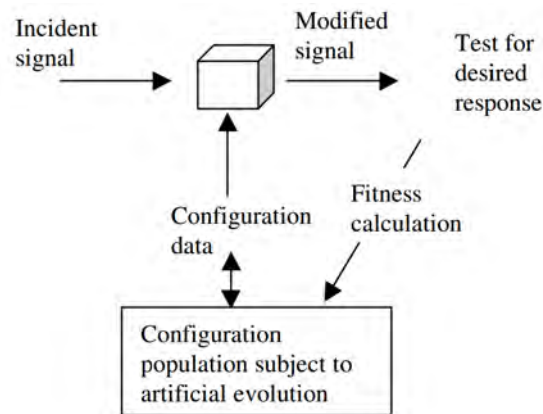 Incident
signal
Modified
signal
Test for
desired
response
Configuration
data
Fitness
calculation
Configuration
population subject to
artificial evolution